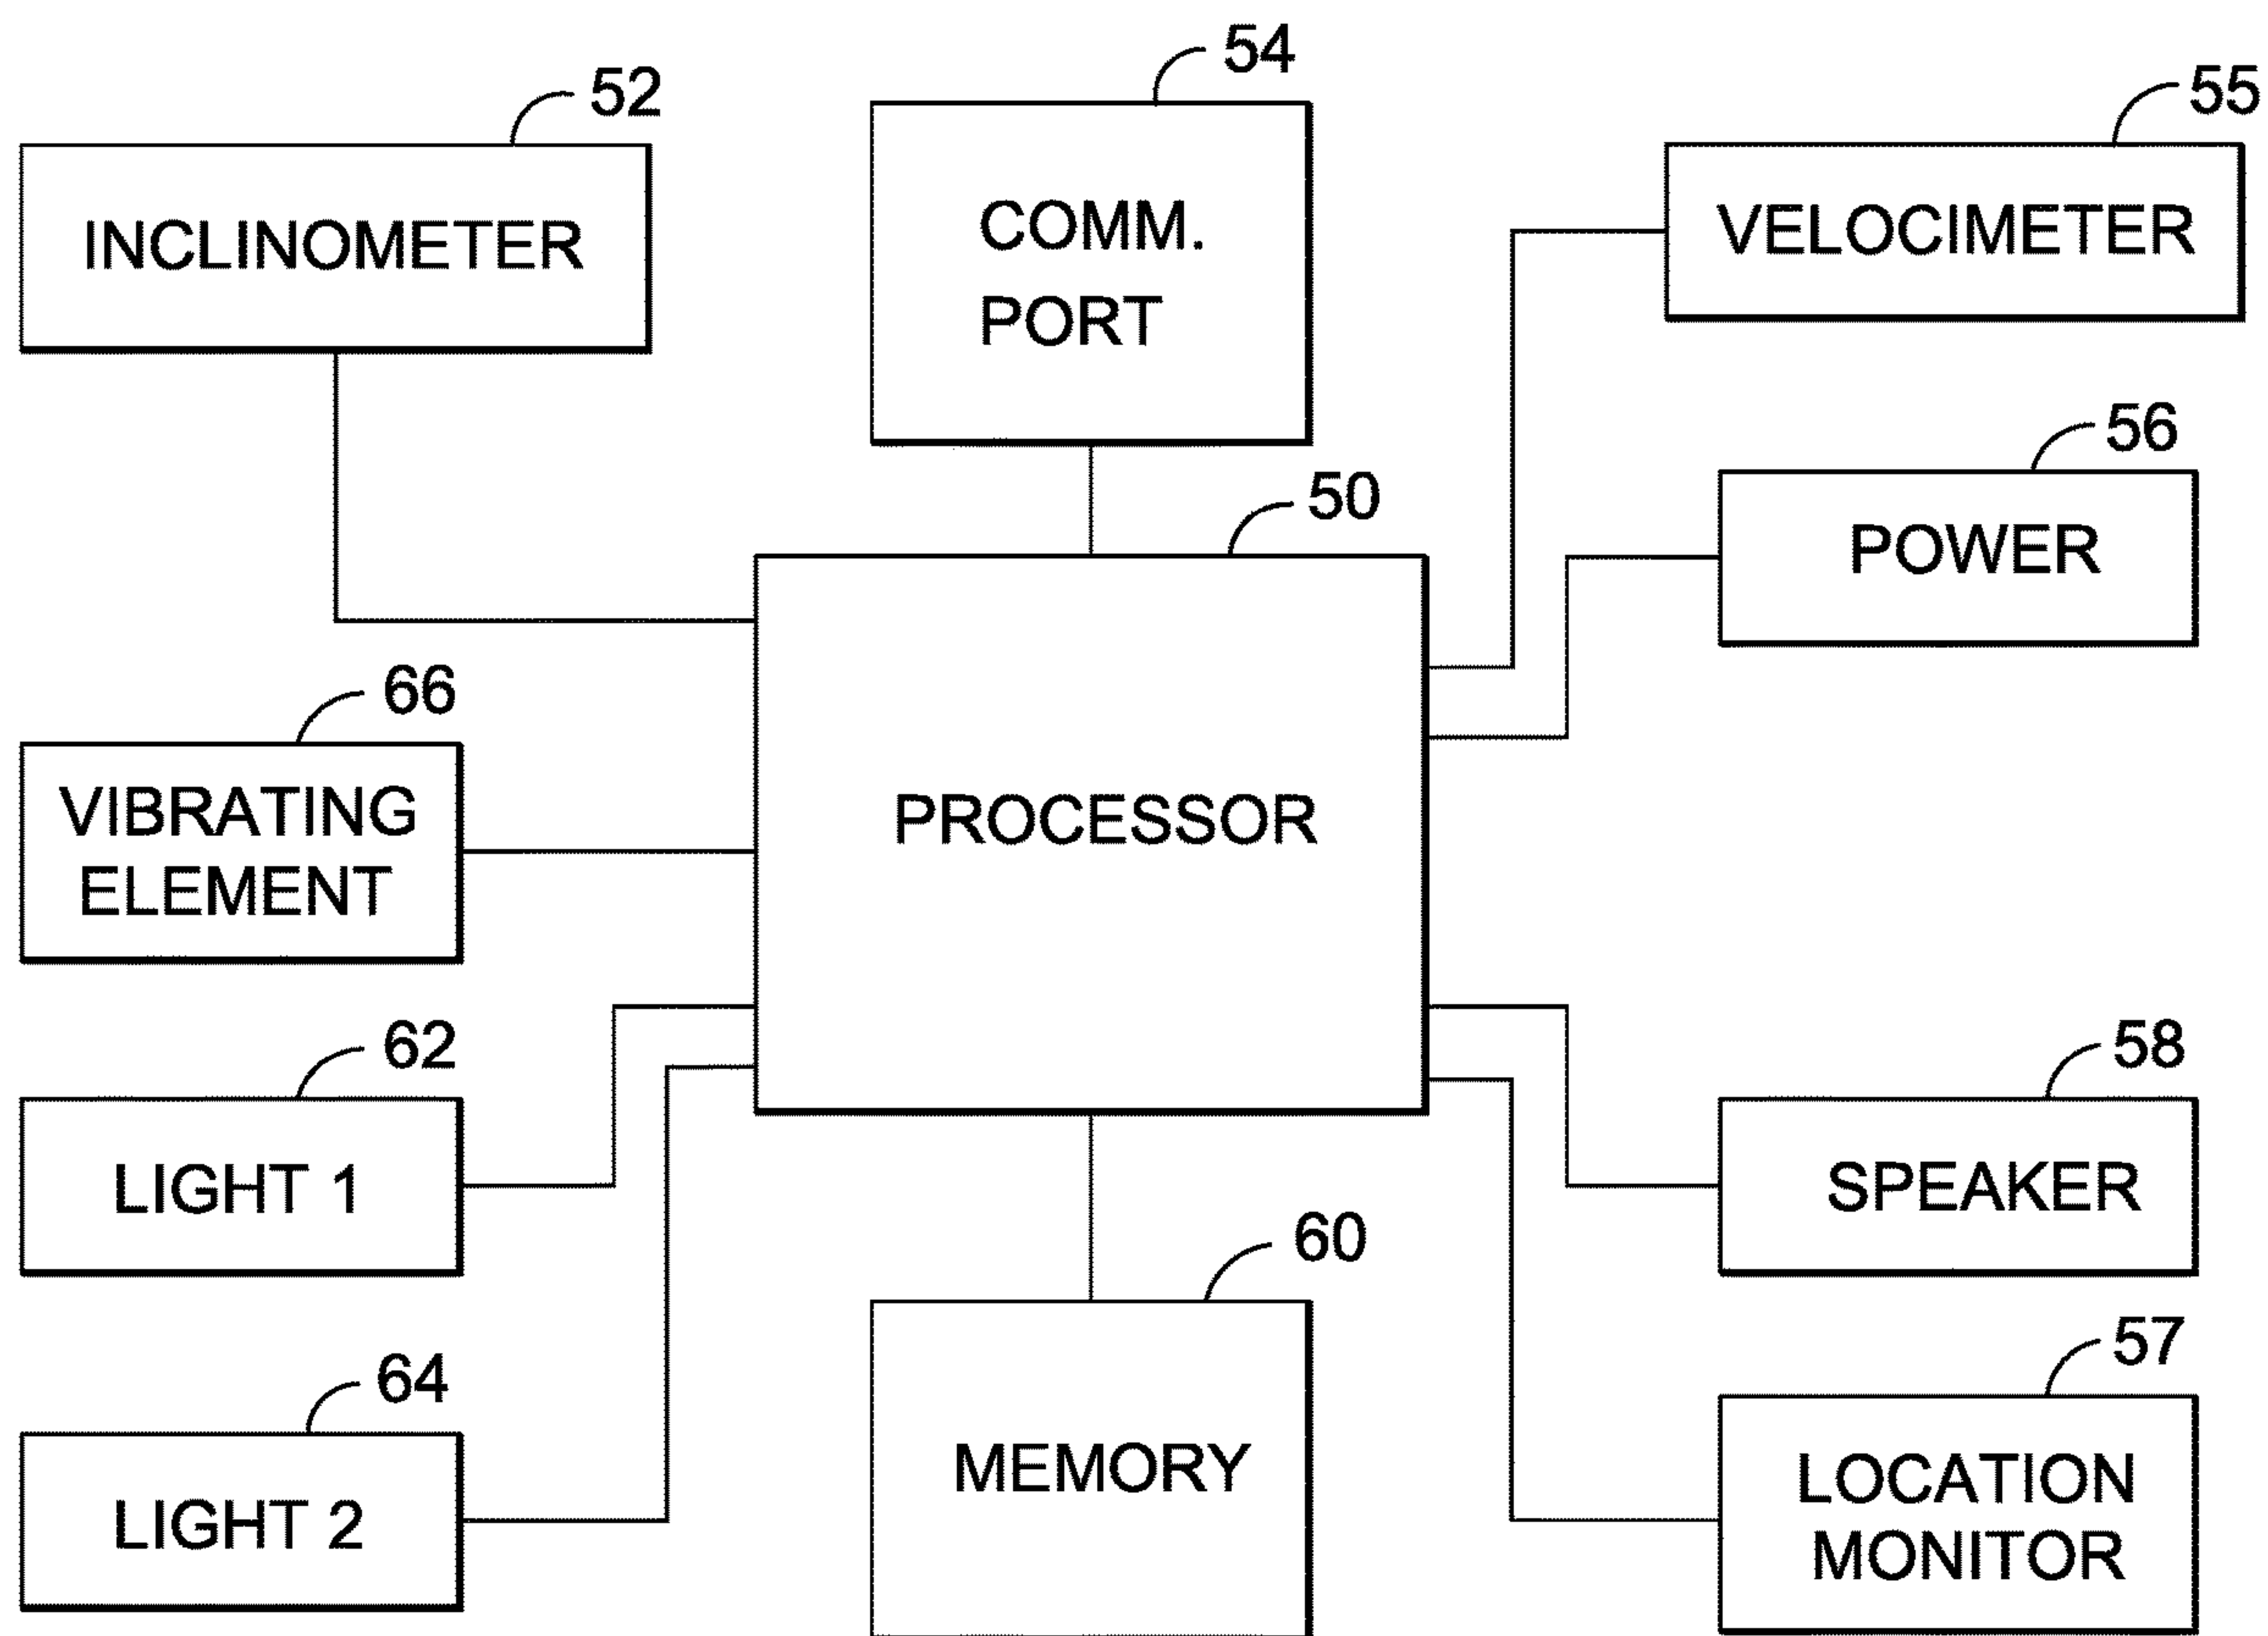 54
52
55
INCLINOMETER
COMM.
PORT
VELOCIMETER
56
50
POWER
66
VIBRATING
ELEMENT
PROCESSOR
62
58
LIGHT 1
SPEAKER
60
57
64
MEMORY
LIGHT 2
LOCATION
MONITOR